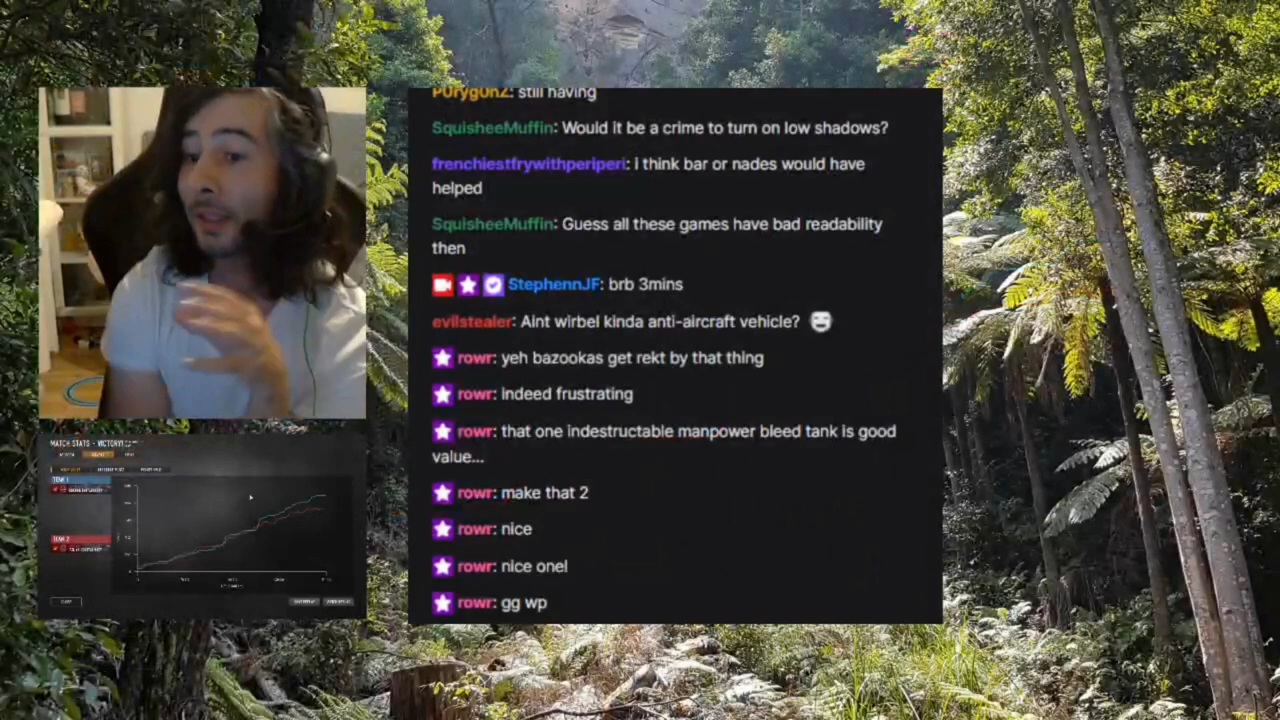 PurygunZ: still having
SquisheeMuffin: Would it be a crime to turn on low shadows?
frenchiestfrywithperiperi: i think bar or nades would have
helped
SquisheeMuffin: Guess all these games have bad readability
then
StephennJF: brb 3mins
evilstealer: Aint wirbel kinda anti-aircraft vehicle?
rowr: yeh bazookas get rekt by that thing
rowr: indeed frustrating
rowr: that one indestructable manpower bleed tank is good
value...
rowr: make that 2
rowr: nice
rowr: nice onel
rowr: gg wp
MATCH STATS - VICTORY!
TEAM 1
TEAM 2